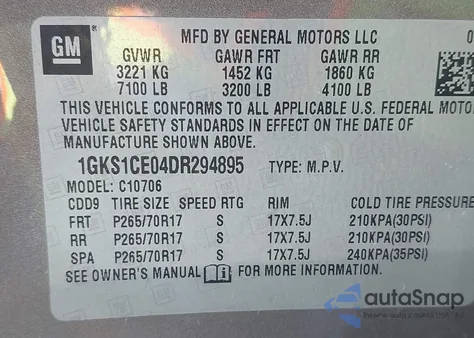 GM
MFD BY GENERAL MOTORS LLC 0
GVWR GAWR FRT GAWR RR
3221 KG 1452 KG 1860 KG
7100 LB 3200 LB 4100 LB
THIS VEHICLE CONFORMS TO ALL APPLICABLE U.S. FEDERAL MOTO
VEHICLE SAFETY STANDARDS IN EFFECT ON THE DATE OF
MANUFACTURE SHOWN ABOVE.
1GKS1CE04DR294895 TYPE: M.P.V.
MODEL: C10706
CDD9 TIRE SIZE SPEED RTG RIM COLD TIRE PRESSUR
FRT P265/70R17 S 17X7.5J 210KPA(30PSI)
RR P265/70R17 S 17X7.5J 210KPA(30PSI)
SPA P265/70R17 S 17X7.5J 240KPA(35PSI)
SEE OWNER'S MANUAL i FOR MORE INFORMATION.
autoSnap